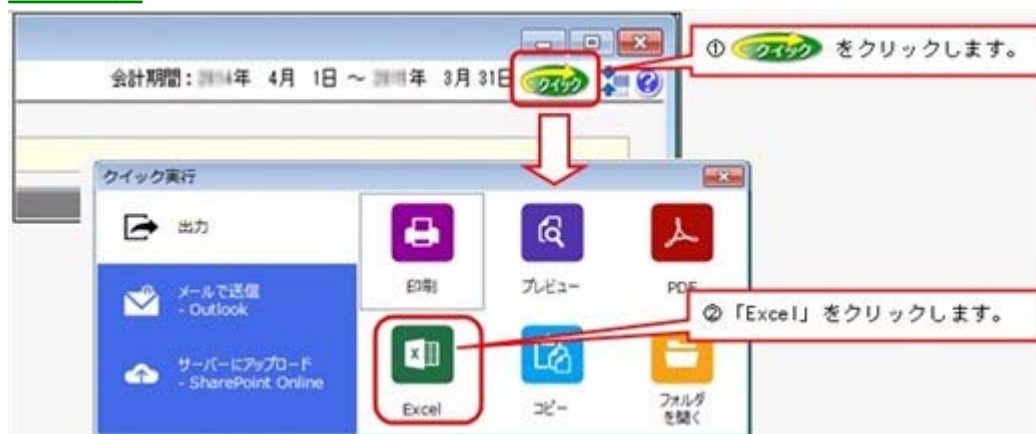 会計期間: 年 4月 1日 ~ 年 3月 31日 クイック
① クイック をクリックします。
クイック実行
出力
メールで送信
- Outlook
サーバーにアップロード
- SharePoint Online
印刷
プレビュー
PDF
②「Excel」をクリックします。
Excel
コピー
フォルダ
を開く